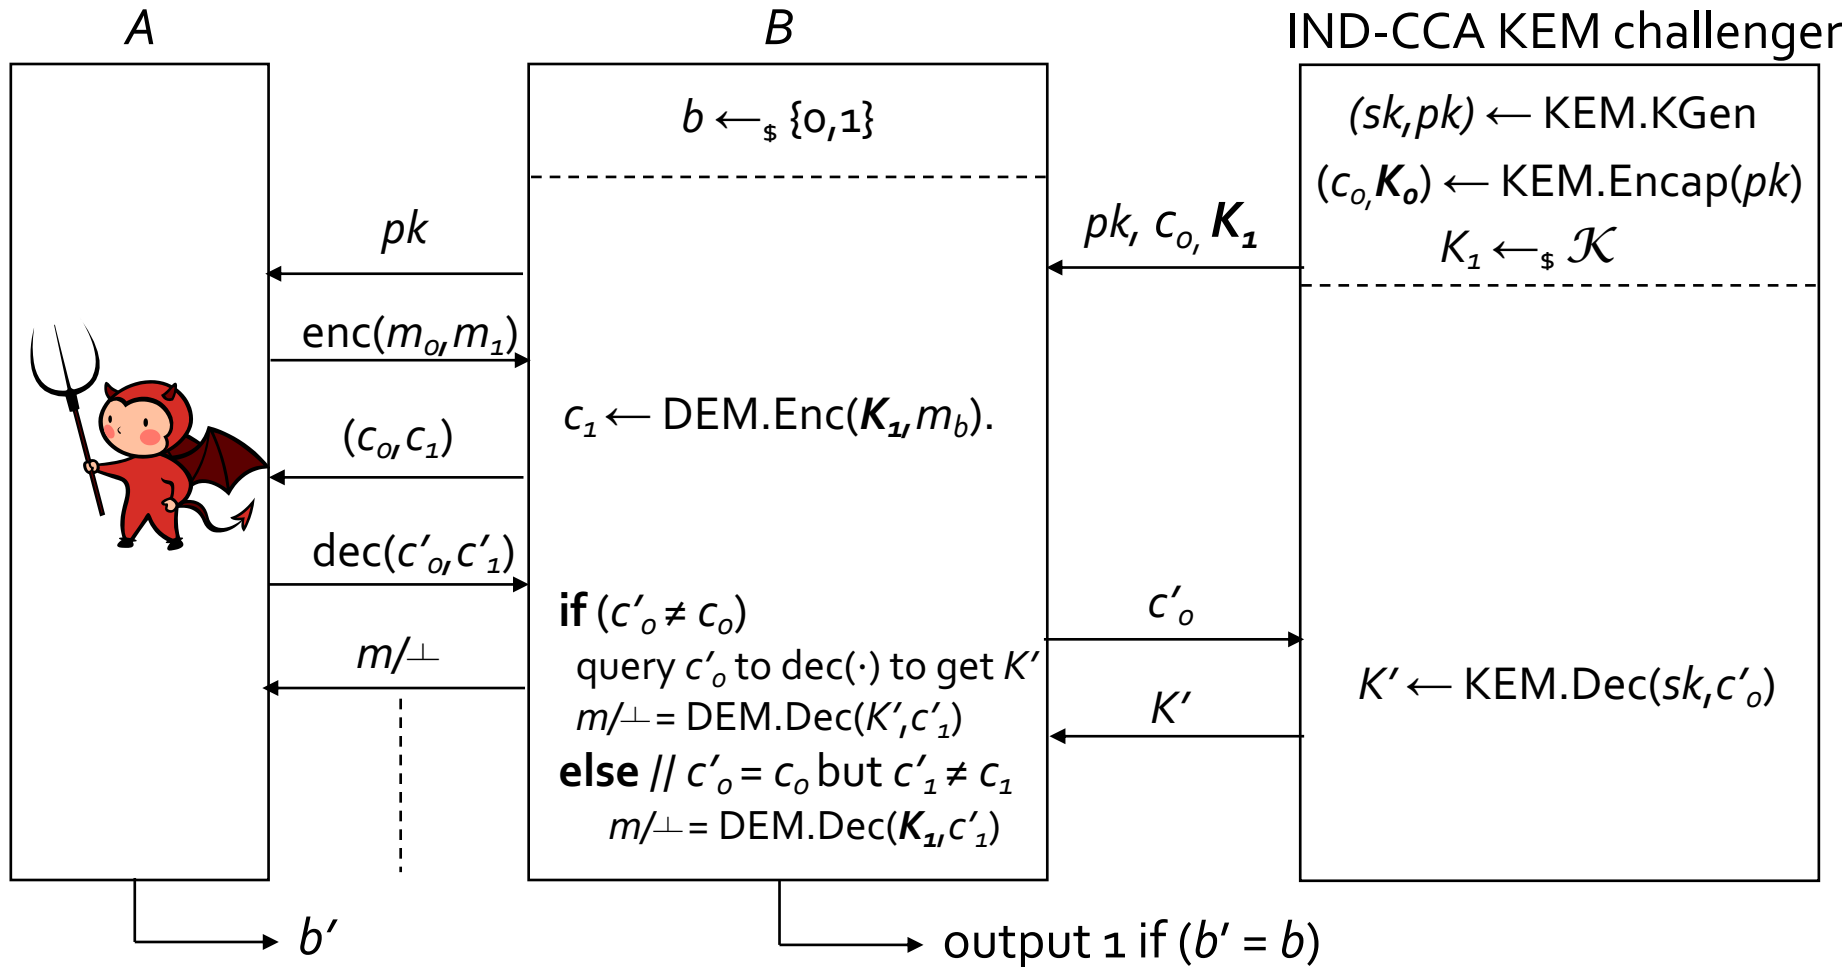 A
B
IND-CCA KEM challenger
b ←$ {0,1}
(sk,pk) ← KEM.KGen
(c₀,K₀) ← KEM.Encap(pk)
K₁ ←$ 𝒦
pk
pk, c₀, K₁
enc(m₀,m₁)
c₁ ← DEM.Enc(K₁,m_b).
(c₀,c₁)
dec(c′₀,c′₁)
if (c′₀ ≠ c₀)
query c′₀ to dec(·) to get K′
m/⊥ = DEM.Dec(K′,c′₁)
else // c′₀ = c₀ but c′₁ ≠ c₁
m/⊥ = DEM.Dec(K₁,c′₁)
m/⊥
c′₀
K′ ← KEM.Dec(sk,c′₀)
K′
b′
output 1 if (b′ = b)